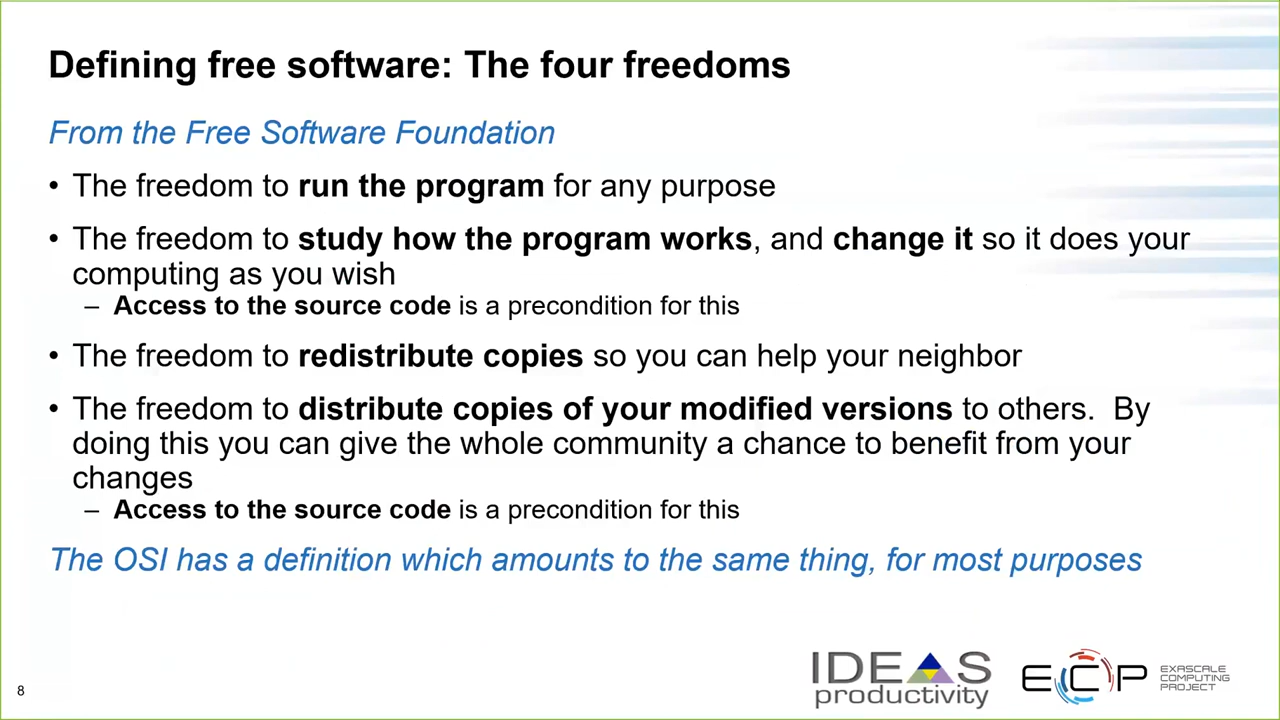 Defining free software: The four freedoms
From the Free Software Foundation
• The freedom to run the program for any purpose
• The freedom to study how the program works, and change it so it does your
computing as you wish
– Access to the source code is a precondition for this
• The freedom to redistribute copies so you can help your neighbor
• The freedom to distribute copies of your modified versions to others. By
doing this you can give the whole community a chance to benefit from your
changes
– Access to the source code is a precondition for this
The OSI has a definition which amounts to the same thing, for most purposes
8
IDEAS
productivity
ECP
EXASCALE
COMPUTING
PROJECT